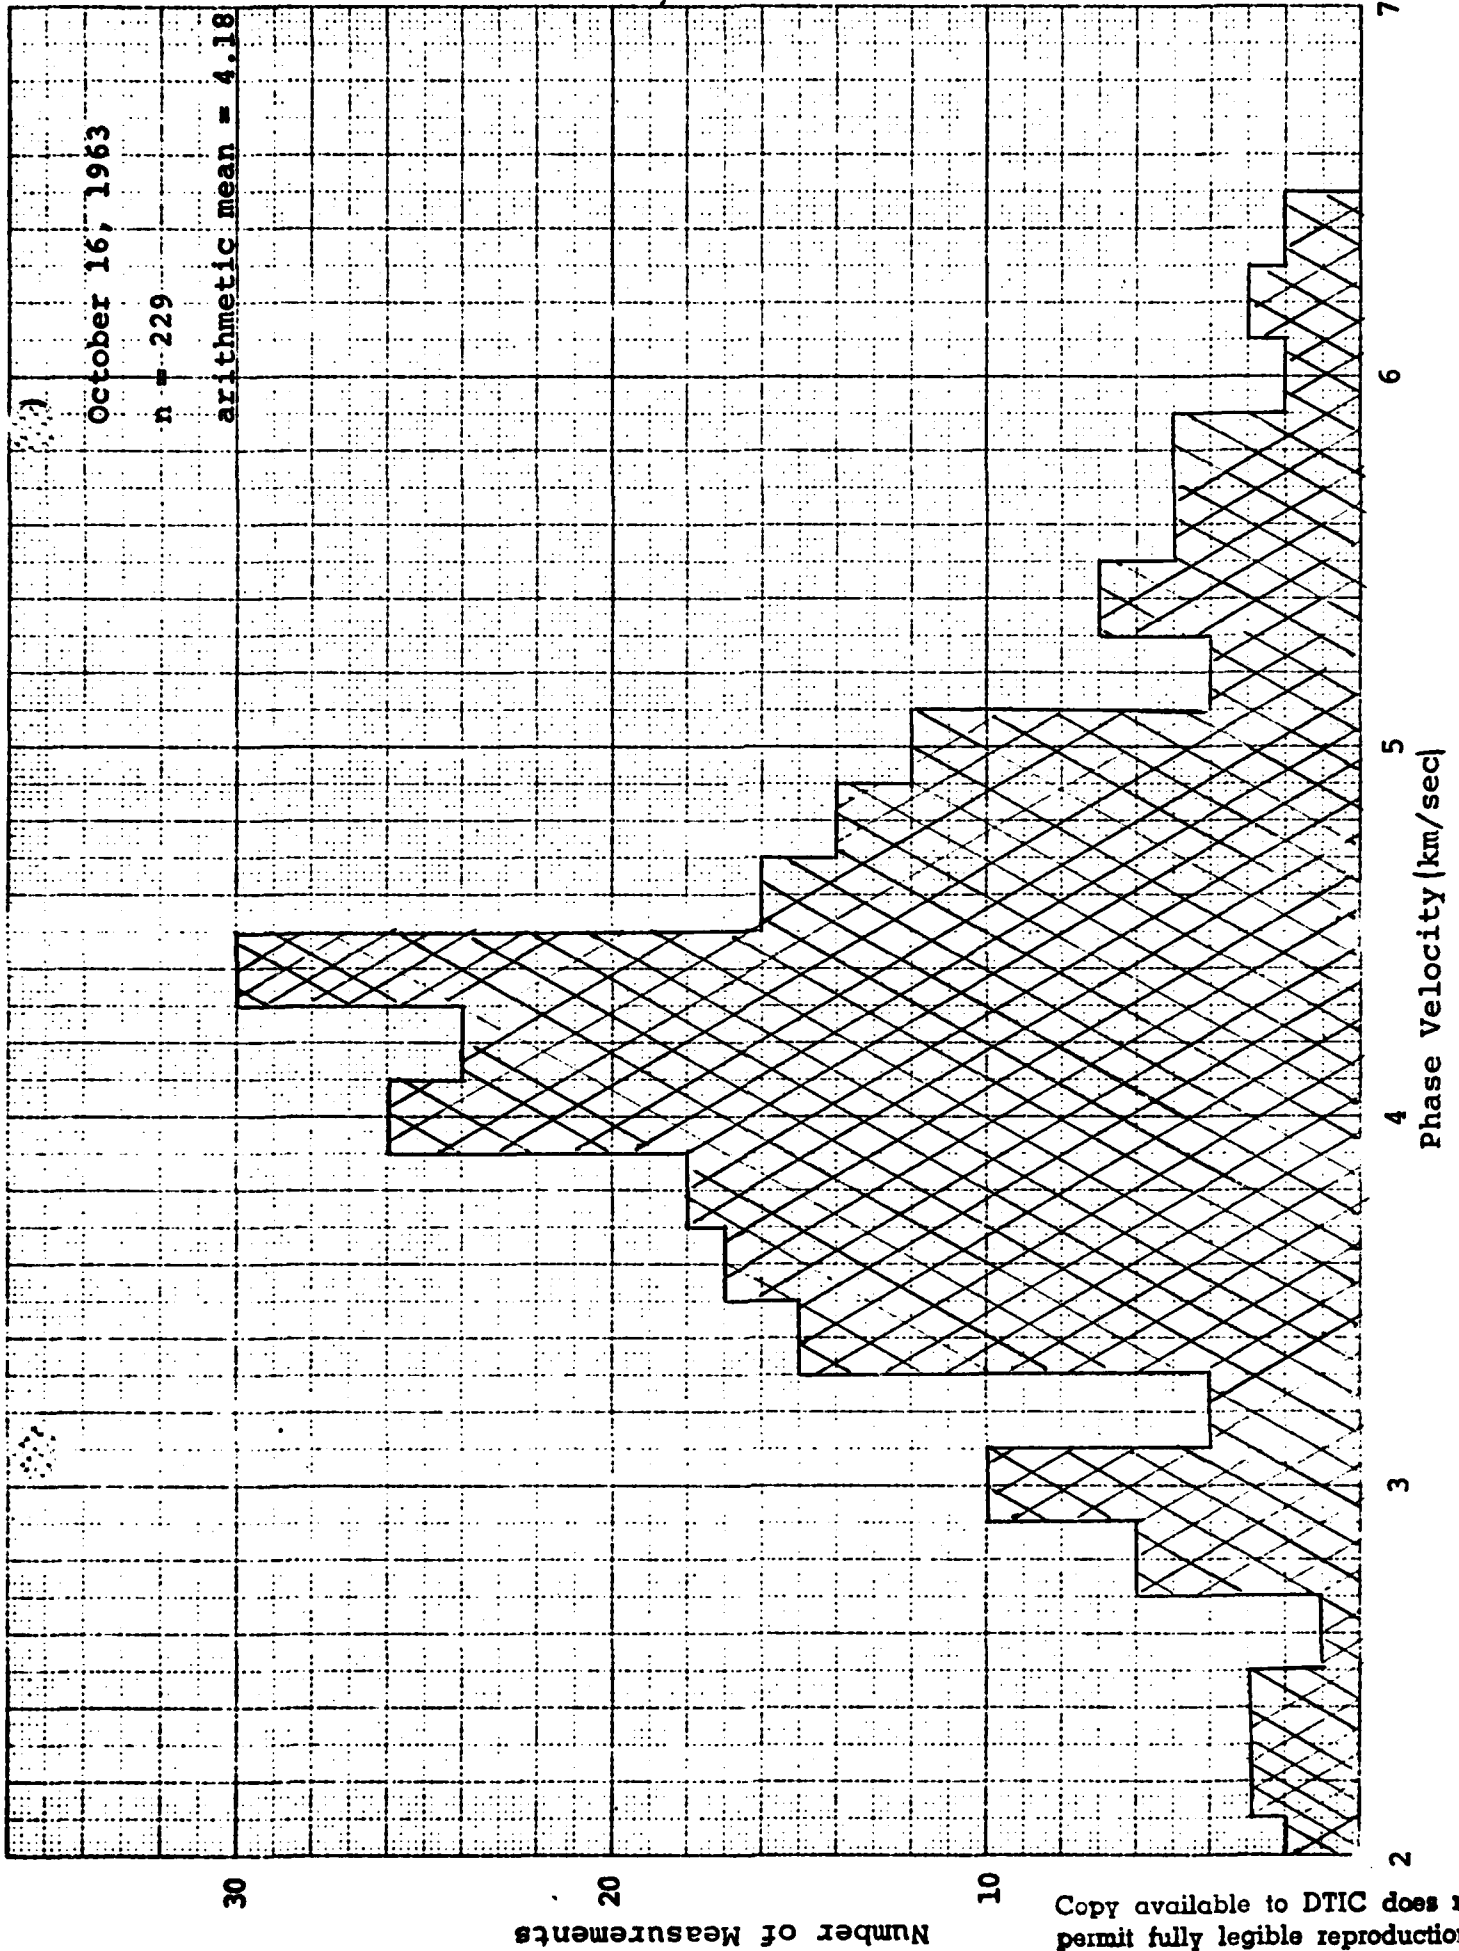 October 16, 1963
n = 229
arithmetic mean = 4.18
30
20
10
Number of Measurements
2
3
4
5
6
7
Phase Velocity (km/sec)
Copy available to DTIC does
permit fully legible reproduction